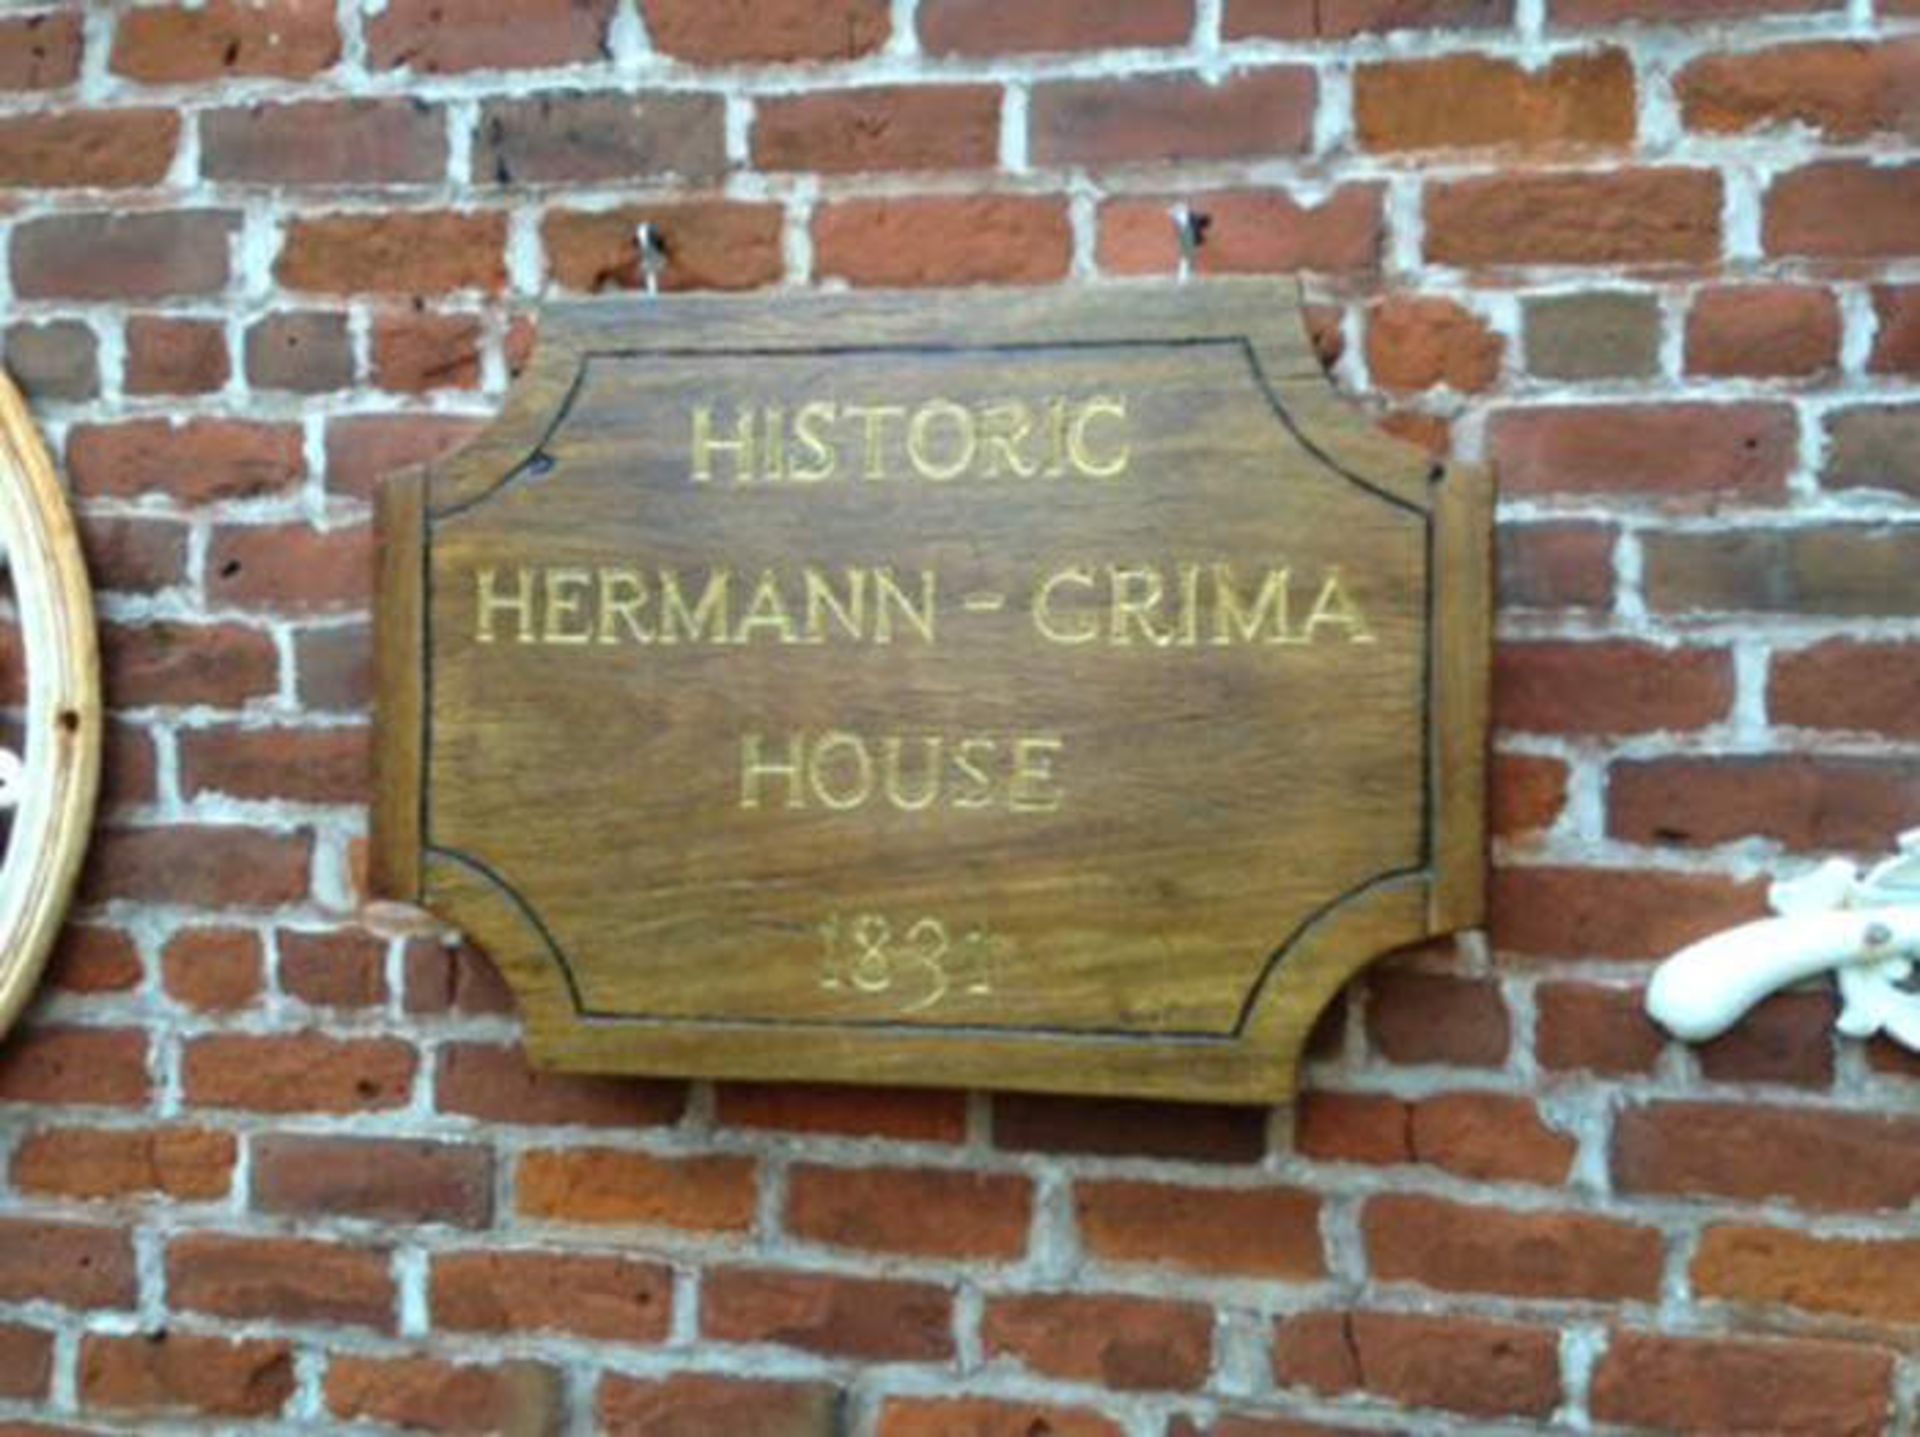 HISTORIC
HERMANN - GRIMA
HOUSE
1831